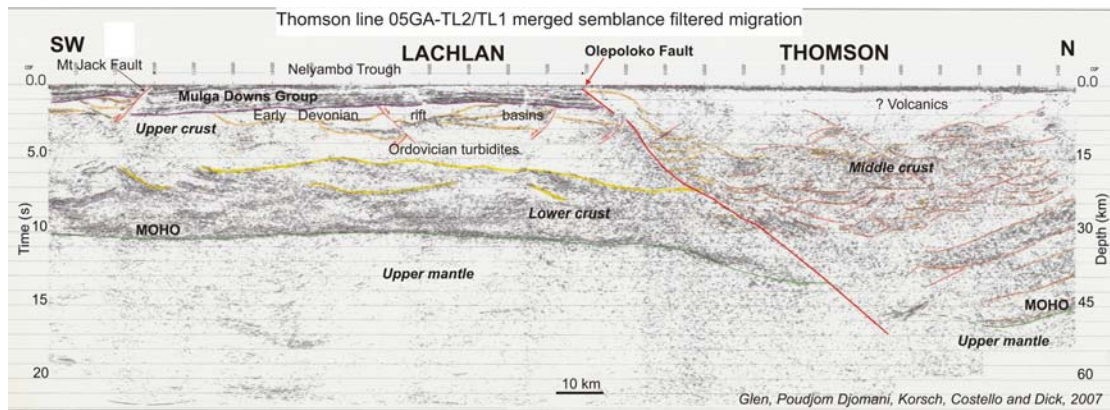 Thomson line 05GA-TL2/TL1 merged semblance filtered migration
SW
LACHLAN
Olepoloko Fault
THOMSON
N
Mt Jack Fault
Nelyambo Trough
0.0
0.0
Mulga Downs Group
? Volcanics
Upper crust
Early Devonian rift basins
Ordovician turbidites
5.0
15
Middle crust
Lower crust
Time (s)
10
MOHO
30
Depth (km)
Upper mantle
15
45
MOHO
Upper mantle
20
10 km
60
Glen, Poudjom Djomani, Korsch, Costello and Dick, 2007